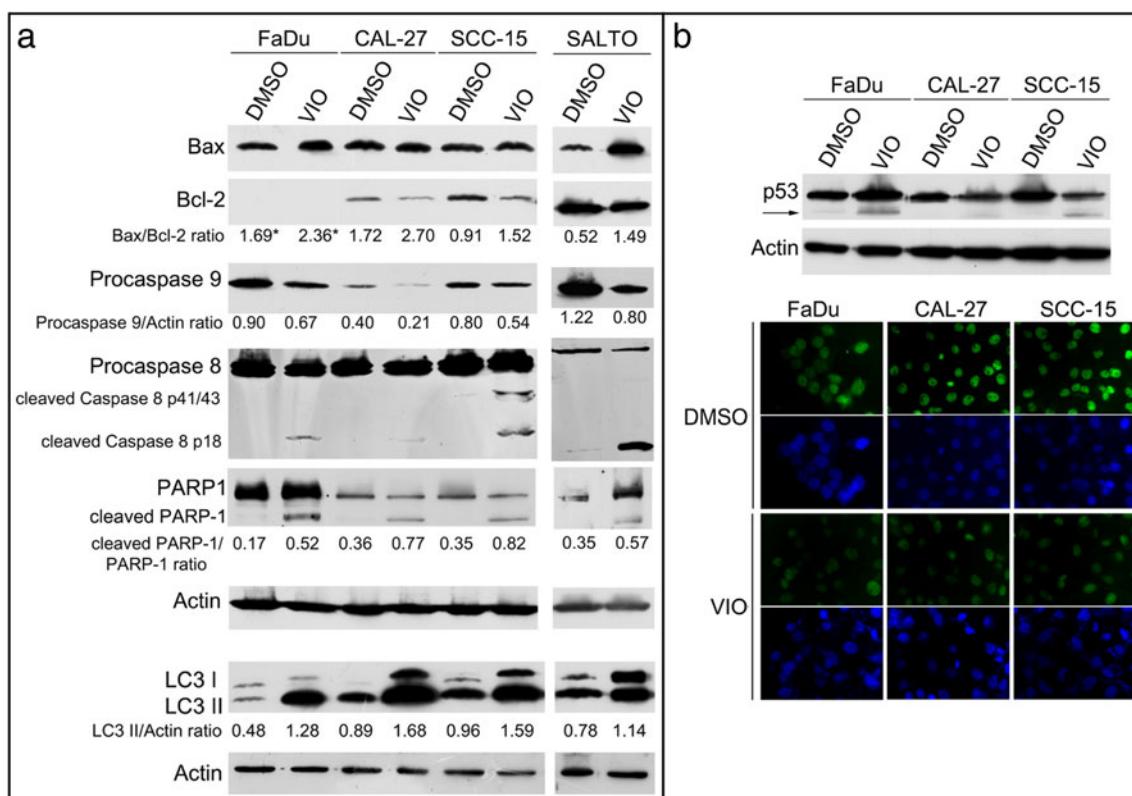 a
FaDu CAL-27 SCC-15 SALTO
DMSO VIO DMSO VIO DMSO VIO DMSO VIO
Bax
Bcl-2
Bax/Bcl-2 ratio 1.69* 2.36* 1.72 2.70 0.91 1.52 0.52 1.49
Procaspase 9
Procaspase 9/Actin ratio 0.90 0.67 0.40 0.21 0.80 0.54 1.22 0.80
Procaspase 8
cleaved Caspase 8 p41/43
cleaved Caspase 8 p18
PARP1
cleaved PARP-1
cleaved PARP-1/ 0.17 0.52 0.36 0.77 0.35 0.82 0.35 0.57
PARP-1 ratio
Actin
LC3 I
LC3 II
LC3 II/Actin ratio 0.48 1.28 0.89 1.68 0.96 1.59 0.78 1.14
Actin
b
FaDu CAL-27 SCC-15
DMSO VIO DMSO VIO DMSO VIO
p53
Actin
FaDu CAL-27 SCC-15
DMSO
VIO